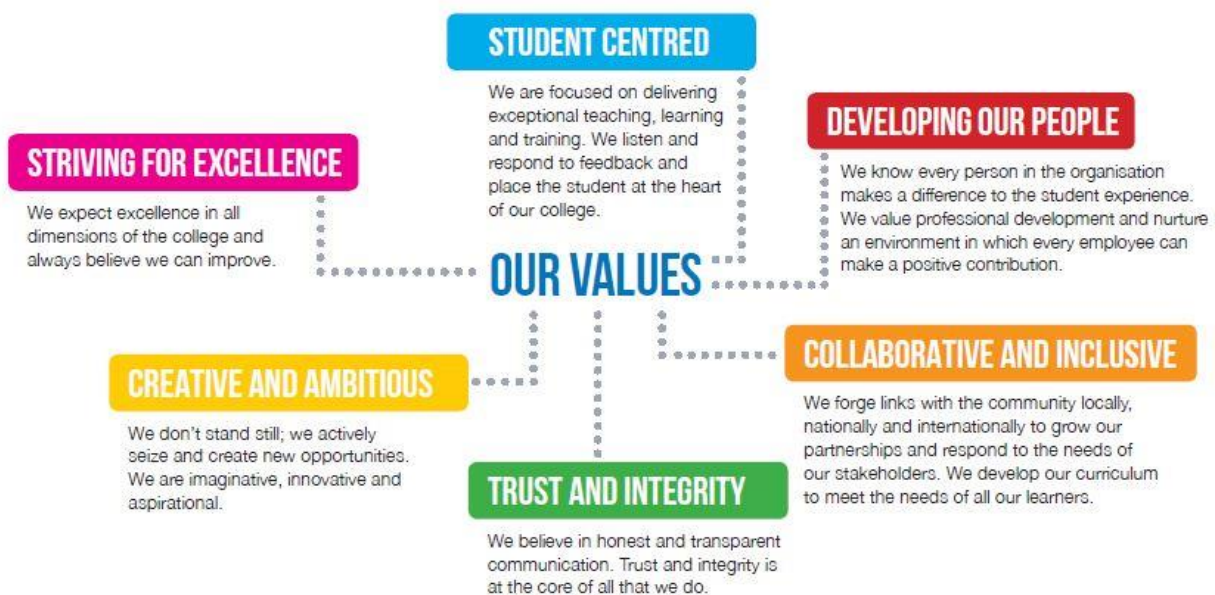 STUDENT CENTRED
We are focused on delivering
exceptional teaching, learning
and training. We listen and
respond to feedback and
place the student at the heart
of our college.
DEVELOPING OUR PEOPLE
We know every person in the organisation
makes a difference to the student experience.
We value professional development and nurture
an environment in which every employee can
make a positive contribution.
STRIVING FOR EXCELLENCE
We expect excellence in all
dimensions of the college and
always believe we can improve.
OUR VALUES
CREATIVE AND AMBITIOUS
We don't stand still; we actively
seize and create new opportunities.
We are imaginative, innovative and
aspirational.
COLLABORATIVE AND INCLUSIVE
We forge links with the community locally,
nationally and internationally to grow our
partnerships and respond to the needs of
our stakeholders. We develop our curriculum
to meet the needs of all our learners.
TRUST AND INTEGRITY
We believe in honest and transparent
communication. Trust and integrity is
at the core of all that we do.